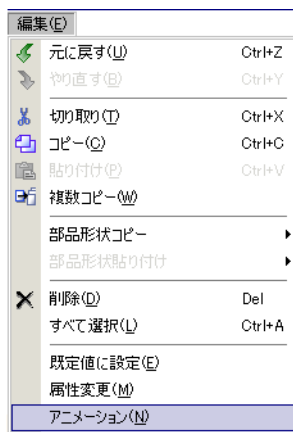 編集(E)
元に戻す(U) Ctrl+Z
やり直す(R) Ctrl+Y
切り取り(T) Ctrl+X
コピー(C) Ctrl+C
貼り付け(P) Ctrl+V
複数コピー(W)
部品形状コピー
部品形状貼り付け
削除(D) Del
すべて選択(L) Ctrl+A
既定値に設定(E)
属性変更(M)
アニメーション(N)